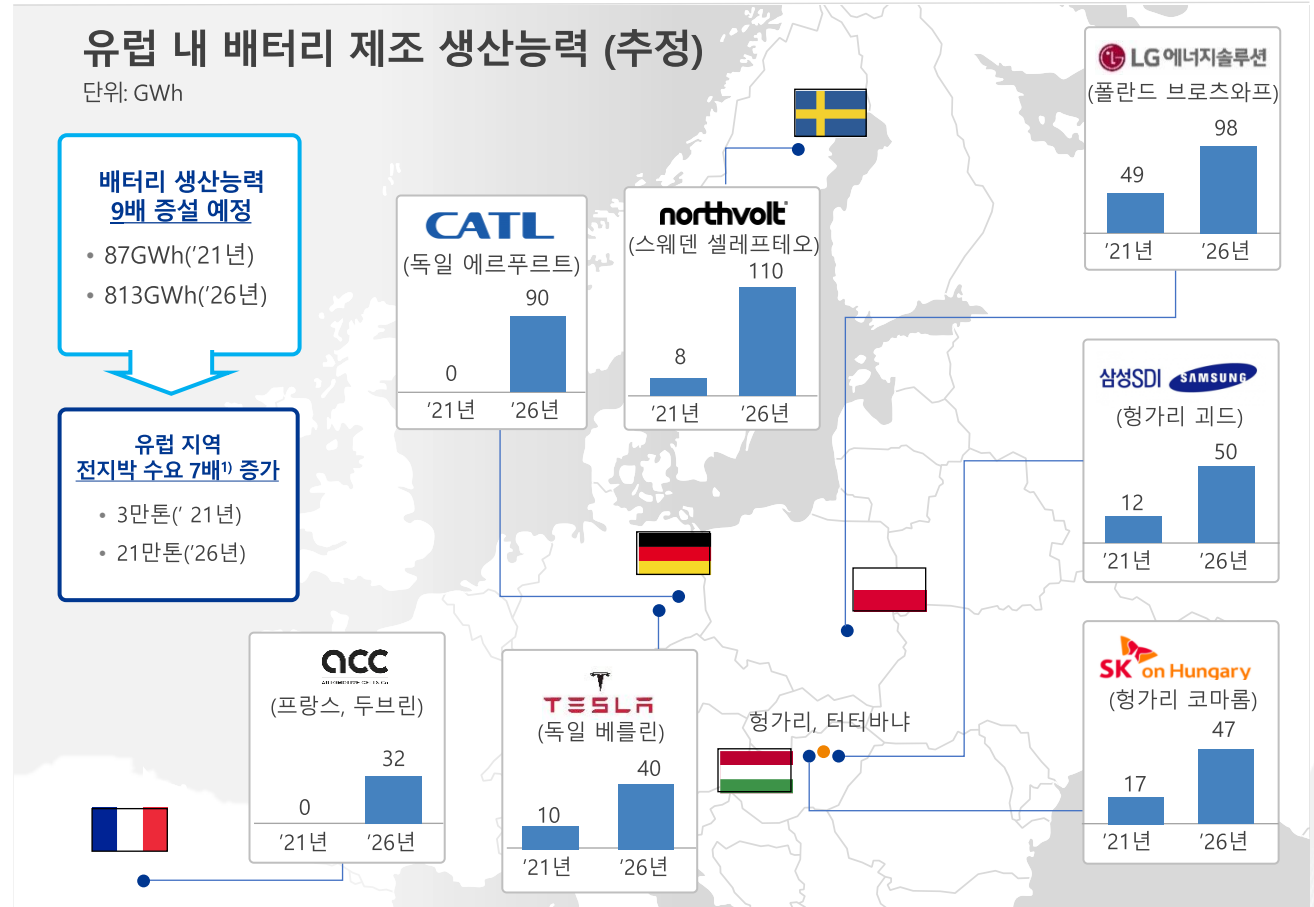 유럽 내 배터리 제조 생산능력 (추정)
단위: GWh
배터리 생산능력
9배 증설 예정
• 87GWh(’21년)
• 813GWh(’26년)
유럽 지역
전지박 수요 7배¹⁾ 증가
• 3만톤(’ 21년)
• 21만톤(’26년)
CATL
(독일 에르푸르트)
0
90
’21년
’26년
northvolt
(스웨덴 셀레프테오)
8
110
’21년
’26년
LG에너지솔루션
(폴란드 브로츠와프)
49
98
’21년
’26년
삼성SDI SAMSUNG
(헝가리 괴드)
12
50
’21년
’26년
SK on Hungary
(헝가리 코마롬)
17
47
’21년
’26년
acc
AUTOMOTIVE CELLS Co
(프랑스, 두브린)
0
32
’21년
’26년
TESLA
(독일 베를린)
10
40
’21년
’26년
헝가리, 터터바냐